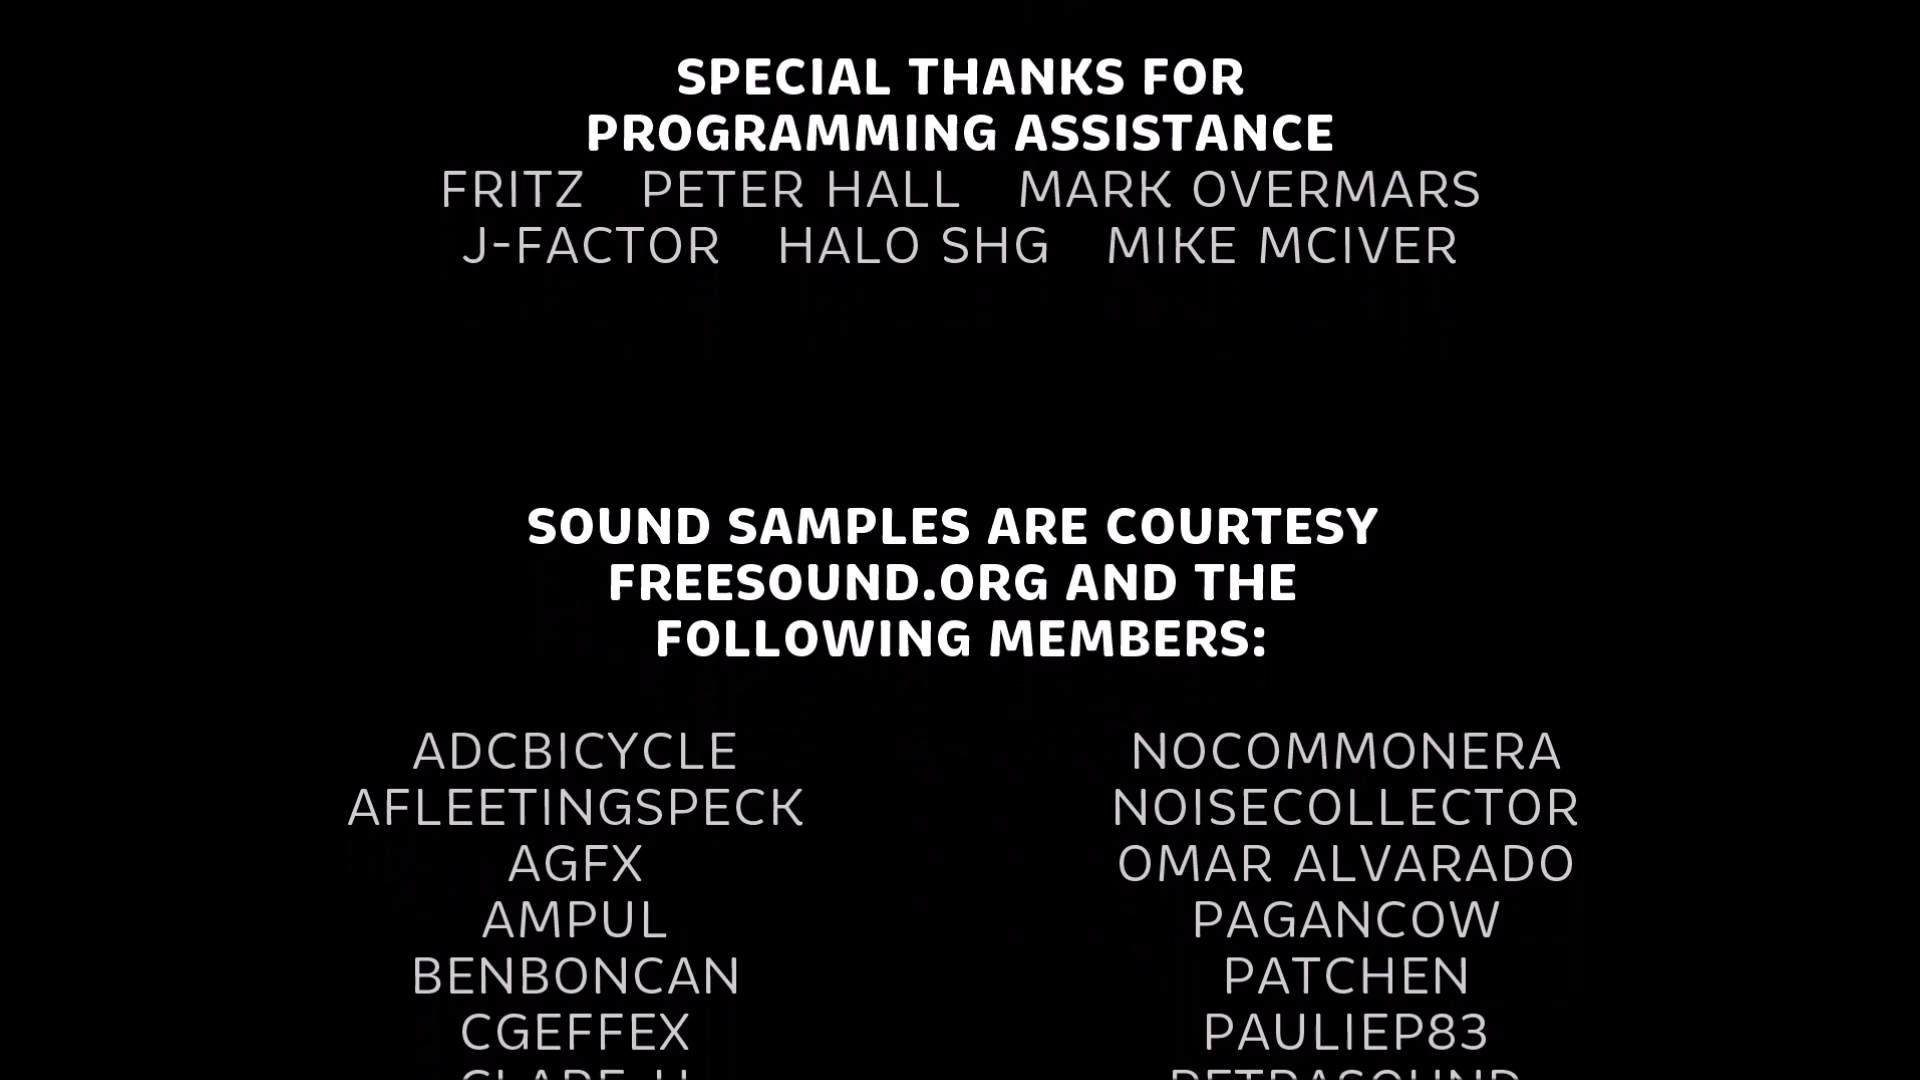 SPECIAL THANKS FOR
PROGRAMMING ASSISTANCE
FRITZ PETER HALL MARK OVERMARS
J-FACTOR HALO SHG MIKE MCIVER
SOUND SAMPLES ARE COURTESY
FREESOUND.ORG AND THE
FOLLOWING MEMBERS:
ADCBICYCLE NOCOMMONERA
AFLEETINGSPECK NOISECOLLECTOR
AGFX OMAR ALVARADO
AMPUL PAGANCOW
BENBONCAN PATCHEN
CGEFFEX PAULIEP83